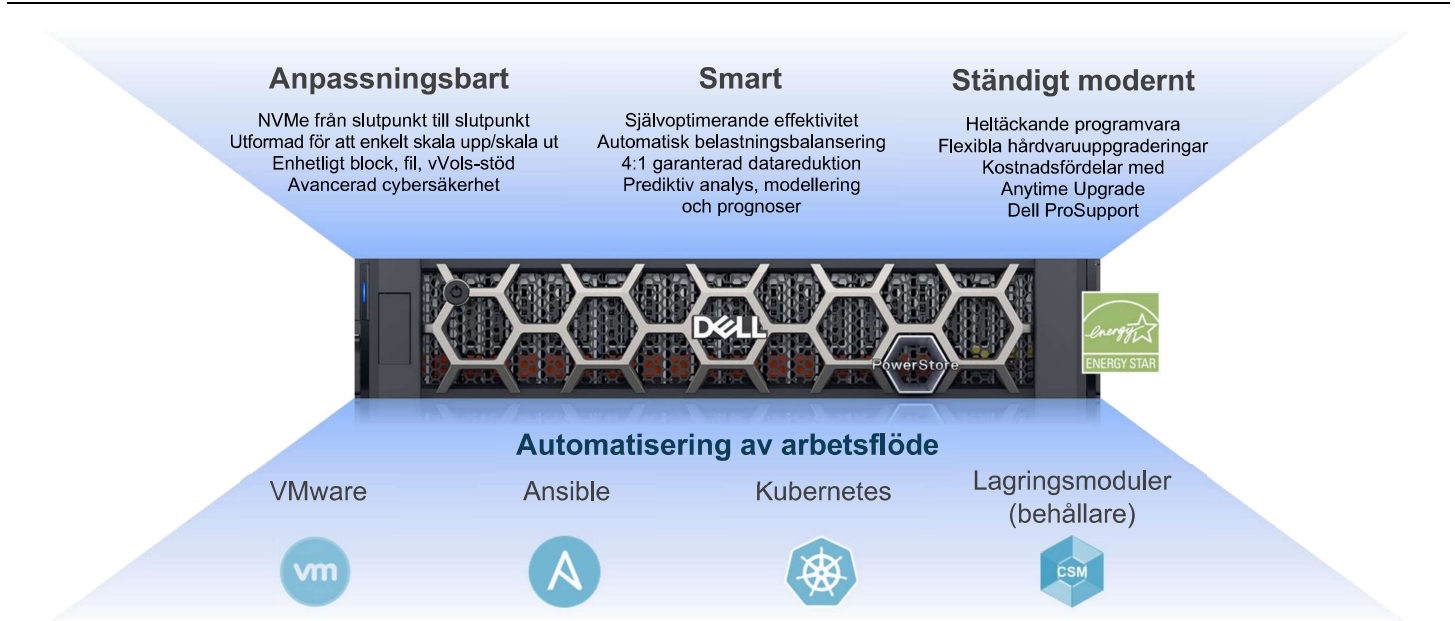 Anpassningsbart
NVMe från slutpunkt till slutpunkt
Utformad för att enkelt skala upp/skala ut
Enhetligt block, fil, vVols-stöd
Avancerad cybersäkerhet
Smart
Självoptimerande effektivitet
Automatisk belastningsbalansering
4:1 garanterad datareduktion
Prediktiv analys, modellering
och prognoser
Ständigt modernt
Heltäckande programvara
Flexibla hårdvaruuppgraderingar
Kostnadsfördelar med
Anytime Upgrade
Dell ProSupport
DELL
PowerStore
energy
ENERGY STAR
Automatisering av arbetsflöde
VMware
Ansible
Kubernetes
Lagringsmoduler
(behållare)
vm
CSM